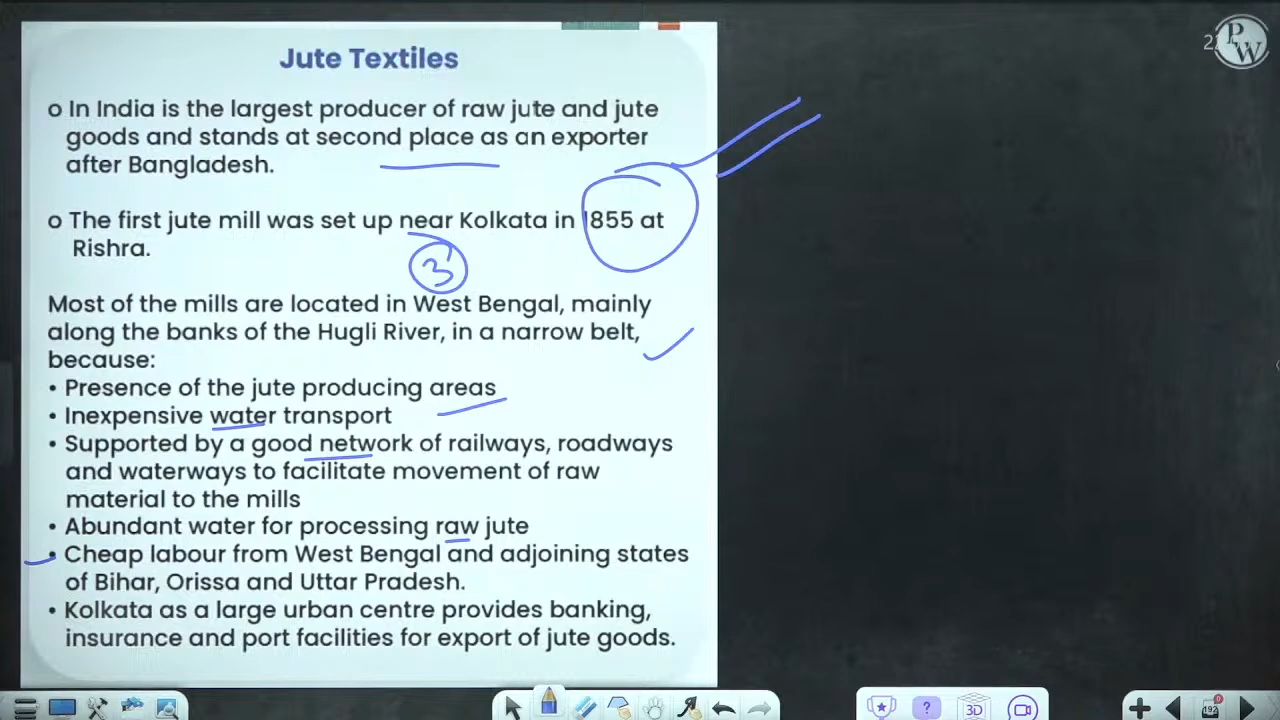 Jute Textiles
o In India is the largest producer of raw jute and jute
goods and stands at second place as an exporter
after Bangladesh.
o The first jute mill was set up near Kolkata in 1855 at
Rishra.
3
Most of the mills are located in West Bengal, mainly
along the banks of the Hugli River, in a narrow belt,
because:
• Presence of the jute producing areas
• Inexpensive water transport
• Supported by a good network of railways, roadways
and waterways to facilitate movement of raw
material to the mills
• Abundant water for processing raw jute
• Cheap labour from West Bengal and adjoining states
of Bihar, Orissa and Uttar Pradesh.
• Kolkata as a large urban centre provides banking,
insurance and port facilities for export of jute goods.
PW
?
3D
192